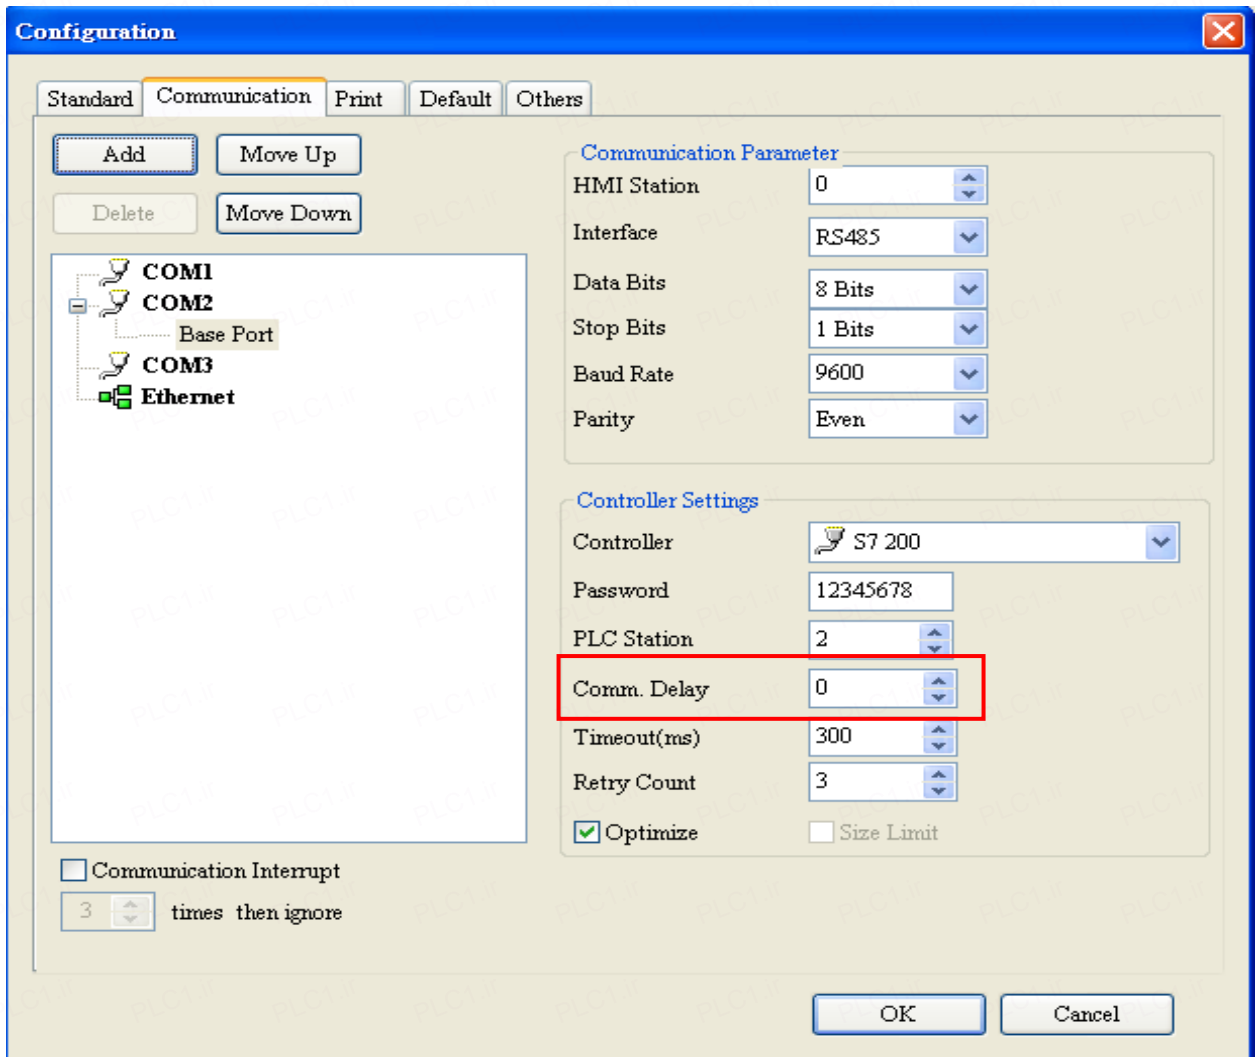 Configuration
Standard Communication Print Default Others
Add Move Up
Delete Move Down
COM1
COM2
Base Port
COM3
Ethernet
Communication Interrupt
3 times then ignore
Communication Parameter
HMI Station 0
Interface RS485
Data Bits 8 Bits
Stop Bits 1 Bits
Baud Rate 9600
Parity Even
Controller Settings
Controller S7 200
Password 12345678
PLC Station 2
Comm. Delay 0
Timeout(ms) 300
Retry Count 3
Optimize Size Limit
OK Cancel
PLC1.ir